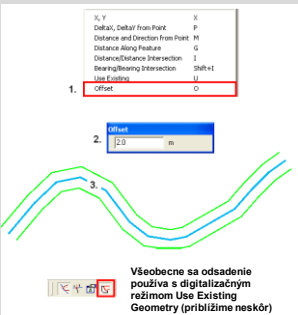 X, Y X
DeltaX, DeltaY from Point P
Distance and Direction from Point M
Distance Along Feature G
Distance/Distance Intersection I
Bearing/Bearing Intersection Shift+I
Use Existing U
1. Offset O
Offset
2. 2.0 m
3.
Všeobecne sa odsadenie
používa s digitalizačným
režimom Use Existing
Geometry (priblížime neskôr)